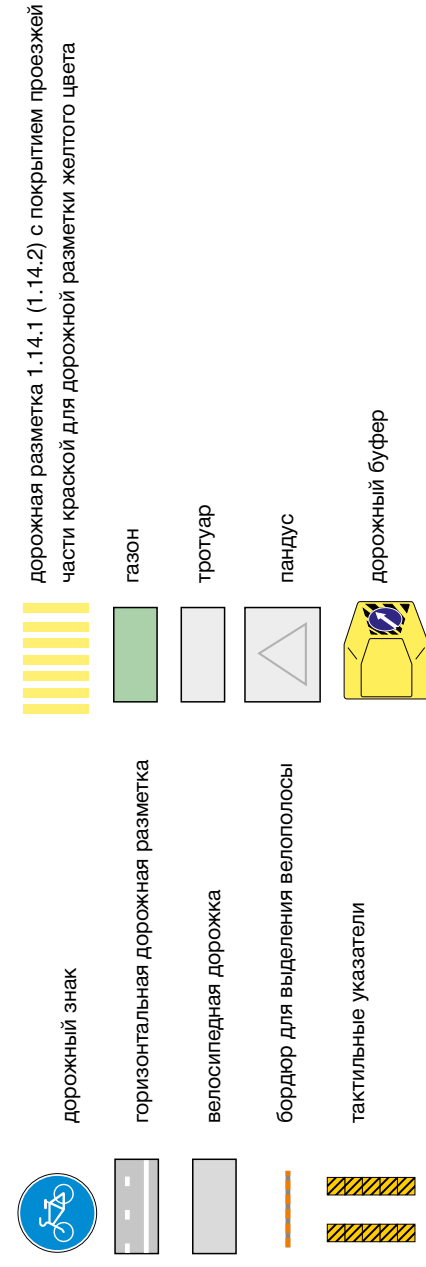 дорожный знак
горизонтальная дорожная разметка
велосипедная дорожка
бордюр для выделения велополосы
тактильные указатели
дорожная разметка 1.14.1 (1.14.2) с покрытием проезжей
части краской для дорожной разметки желтого цвета
газон
тротуар
пандус
дорожный буфер